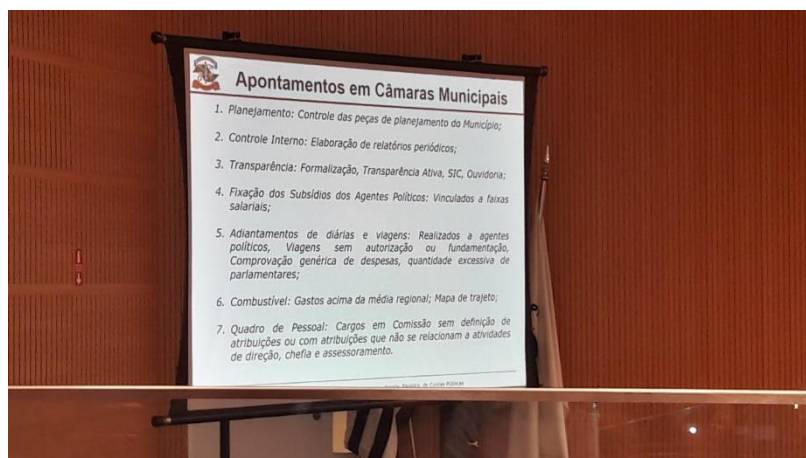 Apontamentos em Câmaras Municipais
1. Planejamento: Controle das peças de planejamento do Município;
2. Controle Interno: Elaboração de relatórios periódicos;
3. Transparência: Formalização, Transparência Ativa, SIC, Ouvidoria;
4. Fixação dos Subsídios dos Agentes Políticos: Vinculados a faixas
salariais;
5. Adiantamentos de diárias e viagens: Realizados a agentes
políticos, Viagens sem autorização ou fundamentação,
Comprovação genérica de despesas, quantidade excessiva de
parlamentares;
6. Combustível: Gastos acima da média regional; Mapa de trajeto;
7. Quadro de Pessoal: Cargos em Comissão sem definição de
atribuições ou com atribuições que não se relacionam a atividades
de direção, chefia e assessoramento.
de Contas Públicas